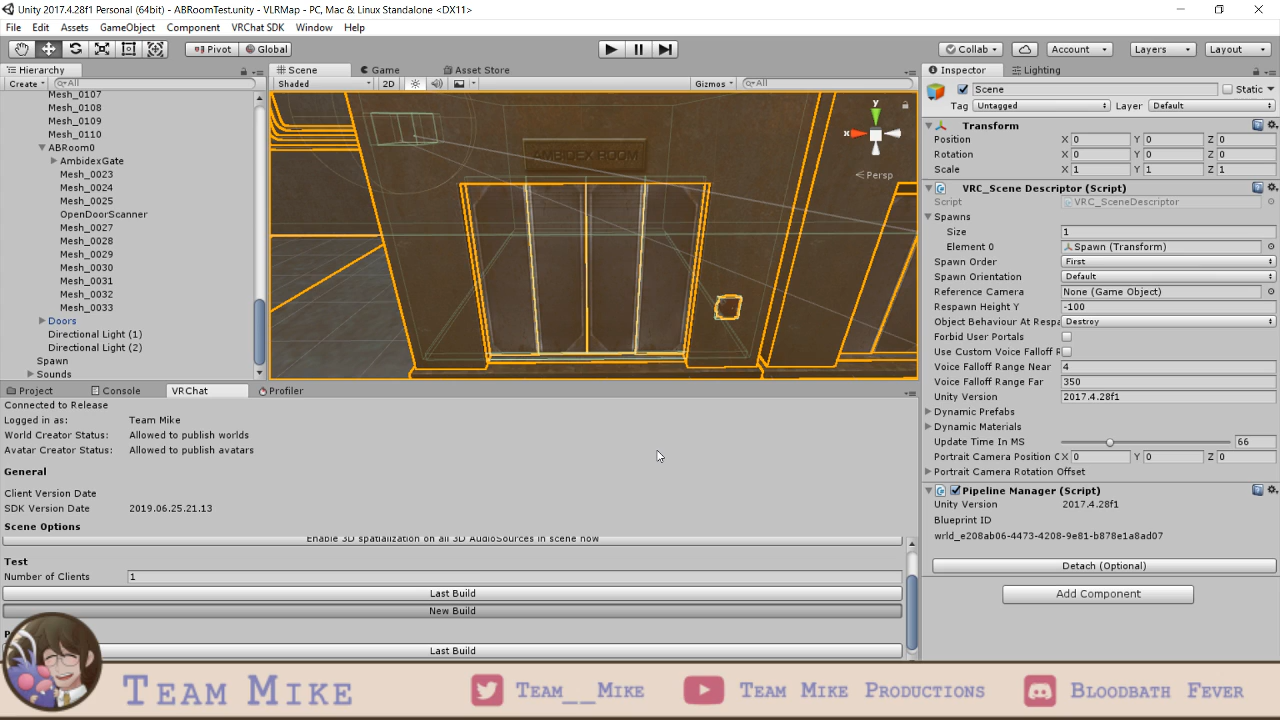 Unity 2017.4.28f1 Personal (64bit) - ABRoomTest.unity - VLRMap - PC, Mac & Linux Standalone <DX11>
File Edit Assets GameObject Component VRChat SDK Window Help
Pivot Global Collab Account Layers Layout
Hierarchy
Create All
Mesh_0107
Mesh_0108
Mesh_0109
Mesh_0110
ABRoom0
AmbidexGate
Mesh_0023
Mesh_0024
Mesh_0025
OpenDoorScanner
Mesh_0027
Mesh_0028
Mesh_0029
Mesh_0030
Mesh_0031
Mesh_0032
Mesh_0033
Doors
Directional Light (1)
Directional Light (2)
Spawn
Sounds
Scene Game Asset Store
Shaded 2D Gizmos All
AMBIDEX ROOM
y
x
Persp
Project Console VRChat Profiler
Connected to Release
Logged in as: Team Mike
World Creator Status: Allowed to publish worlds
Avatar Creator Status: Allowed to publish avatars
General
Client Version Date
SDK Version Date 2019.06.25.21.13
Scene Options
Enable 3D spatialization on all 3D AudioSources in scene now
Test
Number of Clients 1
Last Build
New Build
Last Build
Inspector Lighting
Scene Static
Tag Untagged Layer Default
Transform
Position X 0 Y 0 Z 0
Rotation X 0 Y 0 Z 0
Scale X 1 Y 1 Z 1
VRC_Scene Descriptor (Script)
Script VRC_SceneDescriptor
Spawns
Size 1
Element 0 Spawn (Transform)
Spawn Order First
Spawn Orientation Default
Reference Camera None (Game Object)
Respawn Height Y -100
Object Behaviour At Respa Destroy
Forbid User Portals
Use Custom Voice Falloff R
Voice Falloff Range Near 4
Voice Falloff Range Far 350
Unity Version 2017.4.28f1
Dynamic Prefabs
Dynamic Materials
Update Time In MS 66
Portrait Camera Position C X 0 Y 0 Z 0
Portrait Camera Rotation Offset
Pipeline Manager (Script)
Unity Version 2017.4.28f1
Blueprint ID
wrld_e208ab06-4473-4208-9e81-b878e1a8ad07
Detach (Optional)
Add Component
Team Mike Team__Mike Team Mike Productions Bloodbath Fever